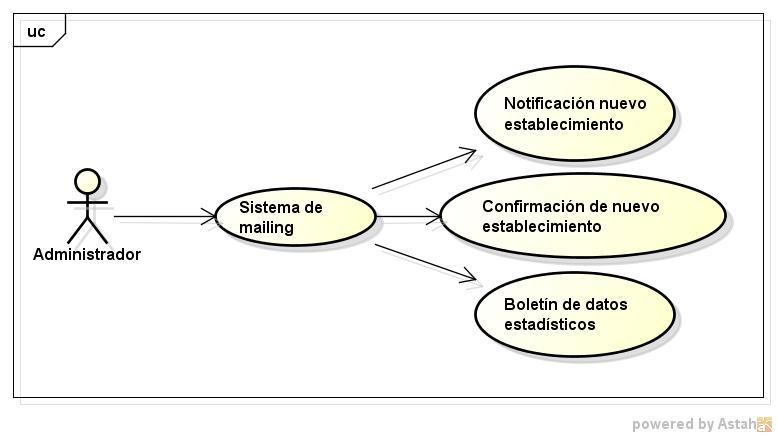 uc
Notificación nuevo
establecimiento
Sistema de
mailing
Confirmación de nuevo
establecimiento
Administrador
Boletín de datos
estadísticos
powered by Astah